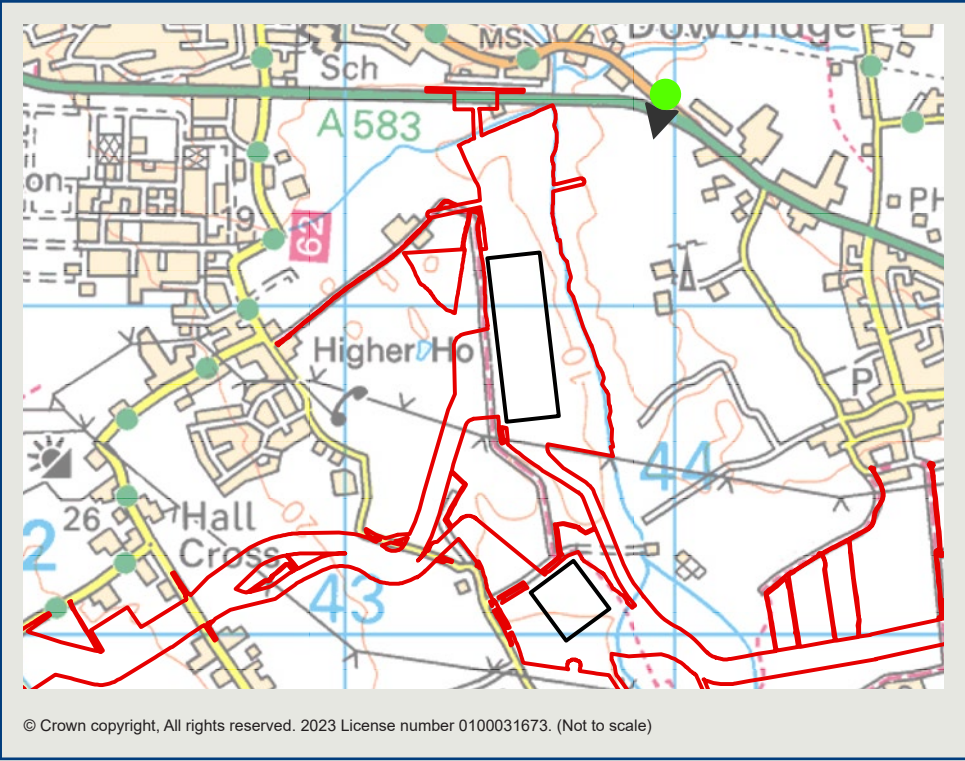 Dowbridge
MS
Sch
A 583
on
PH
19
62
Higher Ho
P
44
26
Hall
Cross
2
43
© Crown copyright, All rights reserved. 2023 License number 0100031673. (Not to scale)